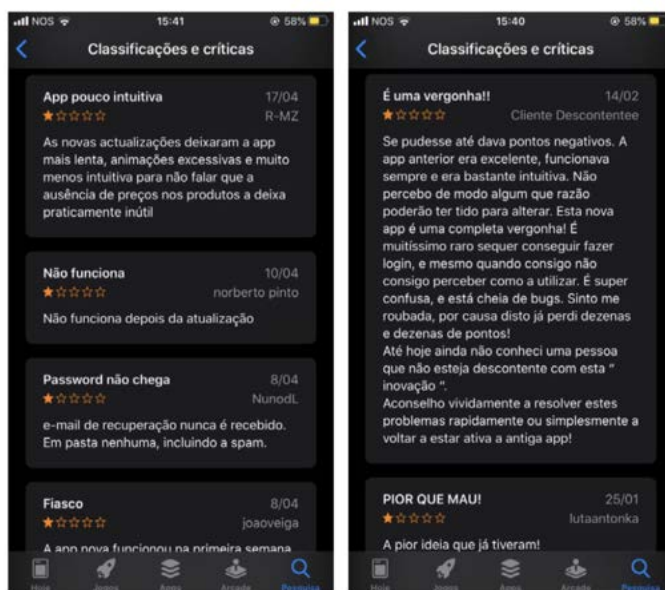 NOS 15:41 58%
Classificações e críticas
App pouco intuitiva 17/04
R-MZ
As novas actualizações deixaram a app
mais lenta, animações excessivas e muito
menos intuitiva para não falar que a
ausência de preços nos produtos a deixa
praticamente inútil
Não funciona 10/04
norberto pinto
Não funciona depois da atualização
Password não chega 8/04
NunodL
e-mail de recuperação nunca é recebido.
Em pasta nenhuma, incluindo a spam.
Fiasco 8/04
joaoveiga
A app nova funcionou na primeira semana
Hoje Jogos Apps Arcade Pesquisa
NOS 15:40 58%
Classificações e críticas
É uma vergonha!! 14/02
Cliente Descontentee
Se pudesse até dava pontos negativos. A
app anterior era excelente, funcionava
sempre e era bastante intuitiva. Não
percebo de modo algum que razão
poderão ter tido para alterar. Esta nova
app é uma completa vergonha! É
muitíssimo raro sequer conseguir fazer
login, e mesmo quando consigo não
consigo perceber como a utilizar. É super
confusa, e está cheia de bugs. Sinto me
roubada, por causa disto já perdi dezenas
e dezenas de pontos!
Até hoje ainda não conheci uma pessoa
que não esteja descontente com esta “
inovação “.
Aconselho vividamente a resolver estes
problemas rapidamente ou simplesmente a
voltar a estar ativa a antiga app!
PIOR QUE MAU! 25/01
lutaantonka
A pior ideia que já tiveram!
Hoje Jogos Apps Arcade Pesquisa